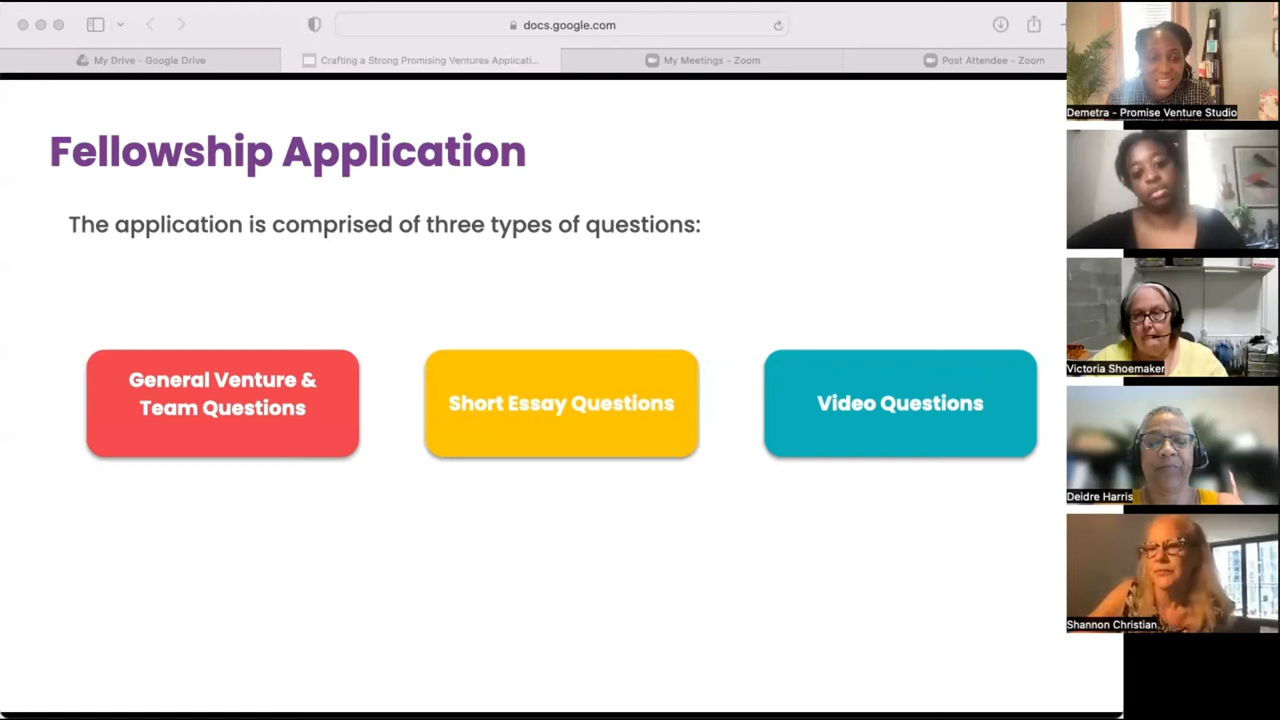 docs.google.com
My Drive - Google Drive
Crafting a Strong Promising Ventures Applicati...
My Meetings - Zoom
Post Attendee - Zoom
Demetra - Promise Venture Studio
Fellowship Application
The application is comprised of three types of questions:
General Venture &
Team Questions
Short Essay Questions
Video Questions
Victoria Shoemaker
Deidre Harris
Shannon Christian